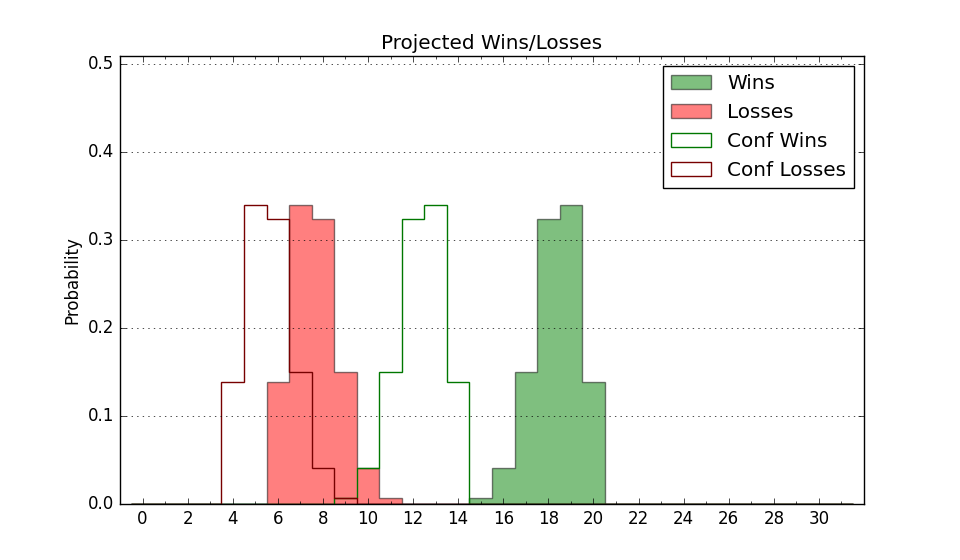 Projected Wins/Losses
Probability
0.5
0.4
0.3
0.2
0.1
0.0
Wins
Losses
Conf Wins
Conf Losses
0 2 4 6 8 10 12 14 16 18 20 22 24 26 28 30